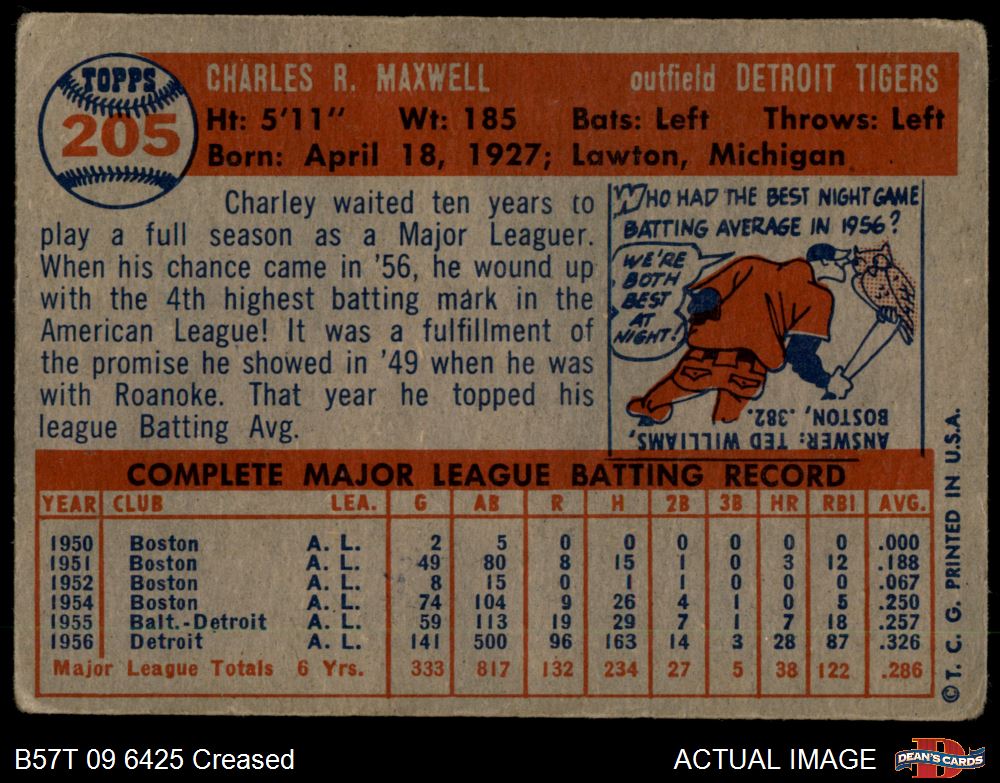 TOPPS
205
CHARLES R. MAXWELL outfield DETROIT TIGERS
Ht: 5'11" Wt: 185 Bats: Left Throws: Left
Born: April 18, 1927; Lawton, Michigan
Charley waited ten years to
play a full season as a Major Leaguer.
When his chance came in '56, he wound up
with the 4th highest batting mark in the
American League! It was a fulfillment of
the promise he showed in '49 when he was
with Roanoke. That year he topped his
league Batting Avg.
WHO HAD THE BEST NIGHT GAME
BATTING AVERAGE IN 1956?
WE'RE
BOTH
BEST
AT
NIGHT!
ANSWER: TED WILLIAMS,
BOSTON, .382.
COMPLETE MAJOR LEAGUE BATTING RECORD
YEAR CLUB LEA. G AB R H 2B 3B HR RBI AVG.
1950 Boston A. L. 2 5 0 0 0 0 0 0 .000
1951 Boston A. L. 49 80 8 15 1 0 3 12 .188
1952 Boston A. L. 8 15 0 1 1 0 0 0 .067
1954 Boston A. L. 74 104 9 26 4 1 0 5 .250
1955 Balt.-Detroit A. L. 59 113 19 29 7 1 7 18 .257
1956 Detroit A. L. 141 500 96 163 14 3 28 87 .326
Major League Totals 6 Yrs. 333 817 132 234 27 5 38 122 .286
© T. C. G. PRINTED IN U.S.A.
B57T 09 6425 Creased
ACTUAL IMAGE
D
DEAN'S CARDS